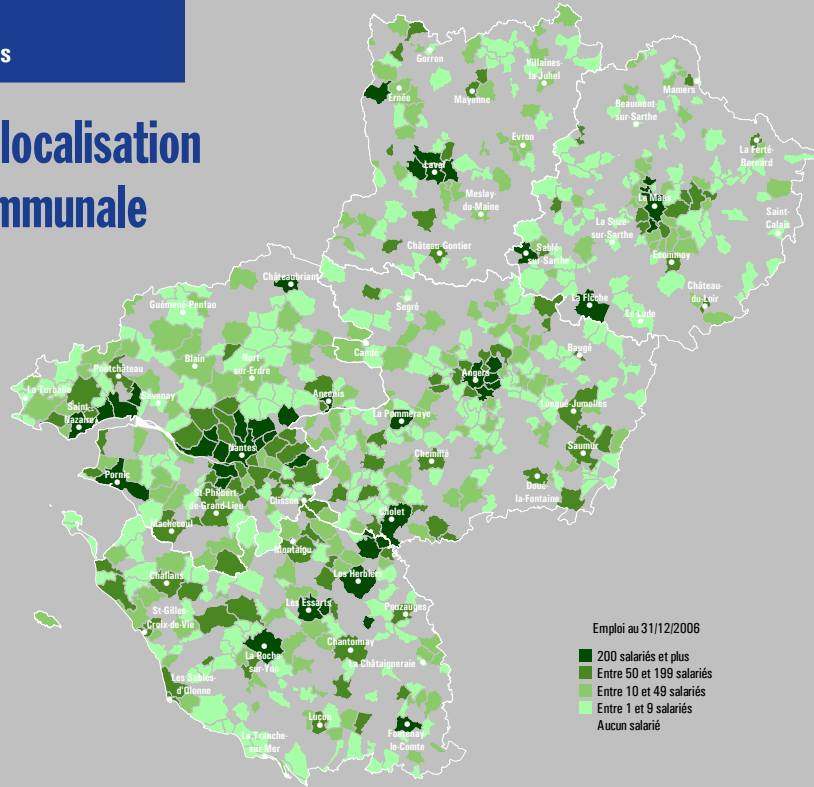 s
localisation
mmunale
Gorron
Villaines-
la-Juhel
Ernée
Mayenne
Mamers
Beaumont-
sur-Sarthe
Evron
La Ferté-
Bernard
Laval
Meslay-
du-Maine
Le Mans
La Suze-
sur-Sarthe
Saint-
Calais
Château-Gontier
Sablé-
sur-Sarthe
Ecommoy
Châteaubriant
Château-
du-Loir
La Flèche
Le Lude
Guémené-Penfao
Segré
Candé
Baugé
Blain
Nort-
sur-Erdre
Pontchâteau
Angers
La Turballe
Savenay
Ancenis
Saint-
Nazaire
La Pommeraye
Longué-Jumelles
Nantes
Saumur
Chemillé
Pornic
Doué
la-Fontaine
St-Philbert
de-Grand-Lieu
Clisson
Cholet
Machecoul
Montaigu
Challans
Les Herbiers
St-Gilles-
Croix-de-Vie
Les Essarts
Pouzauges
Chantonnay
La Roche
sur-Yon
La Châtaigneraie
Les Sables-
d'Olonne
Luçon
La Tranche-
sur-Mer
Fontenay
le-Comte
Emploi au 31/12/2006
200 salariés et plus
Entre 50 et 199 salariés
Entre 10 et 49 salariés
Entre 1 et 9 salariés
Aucun salarié